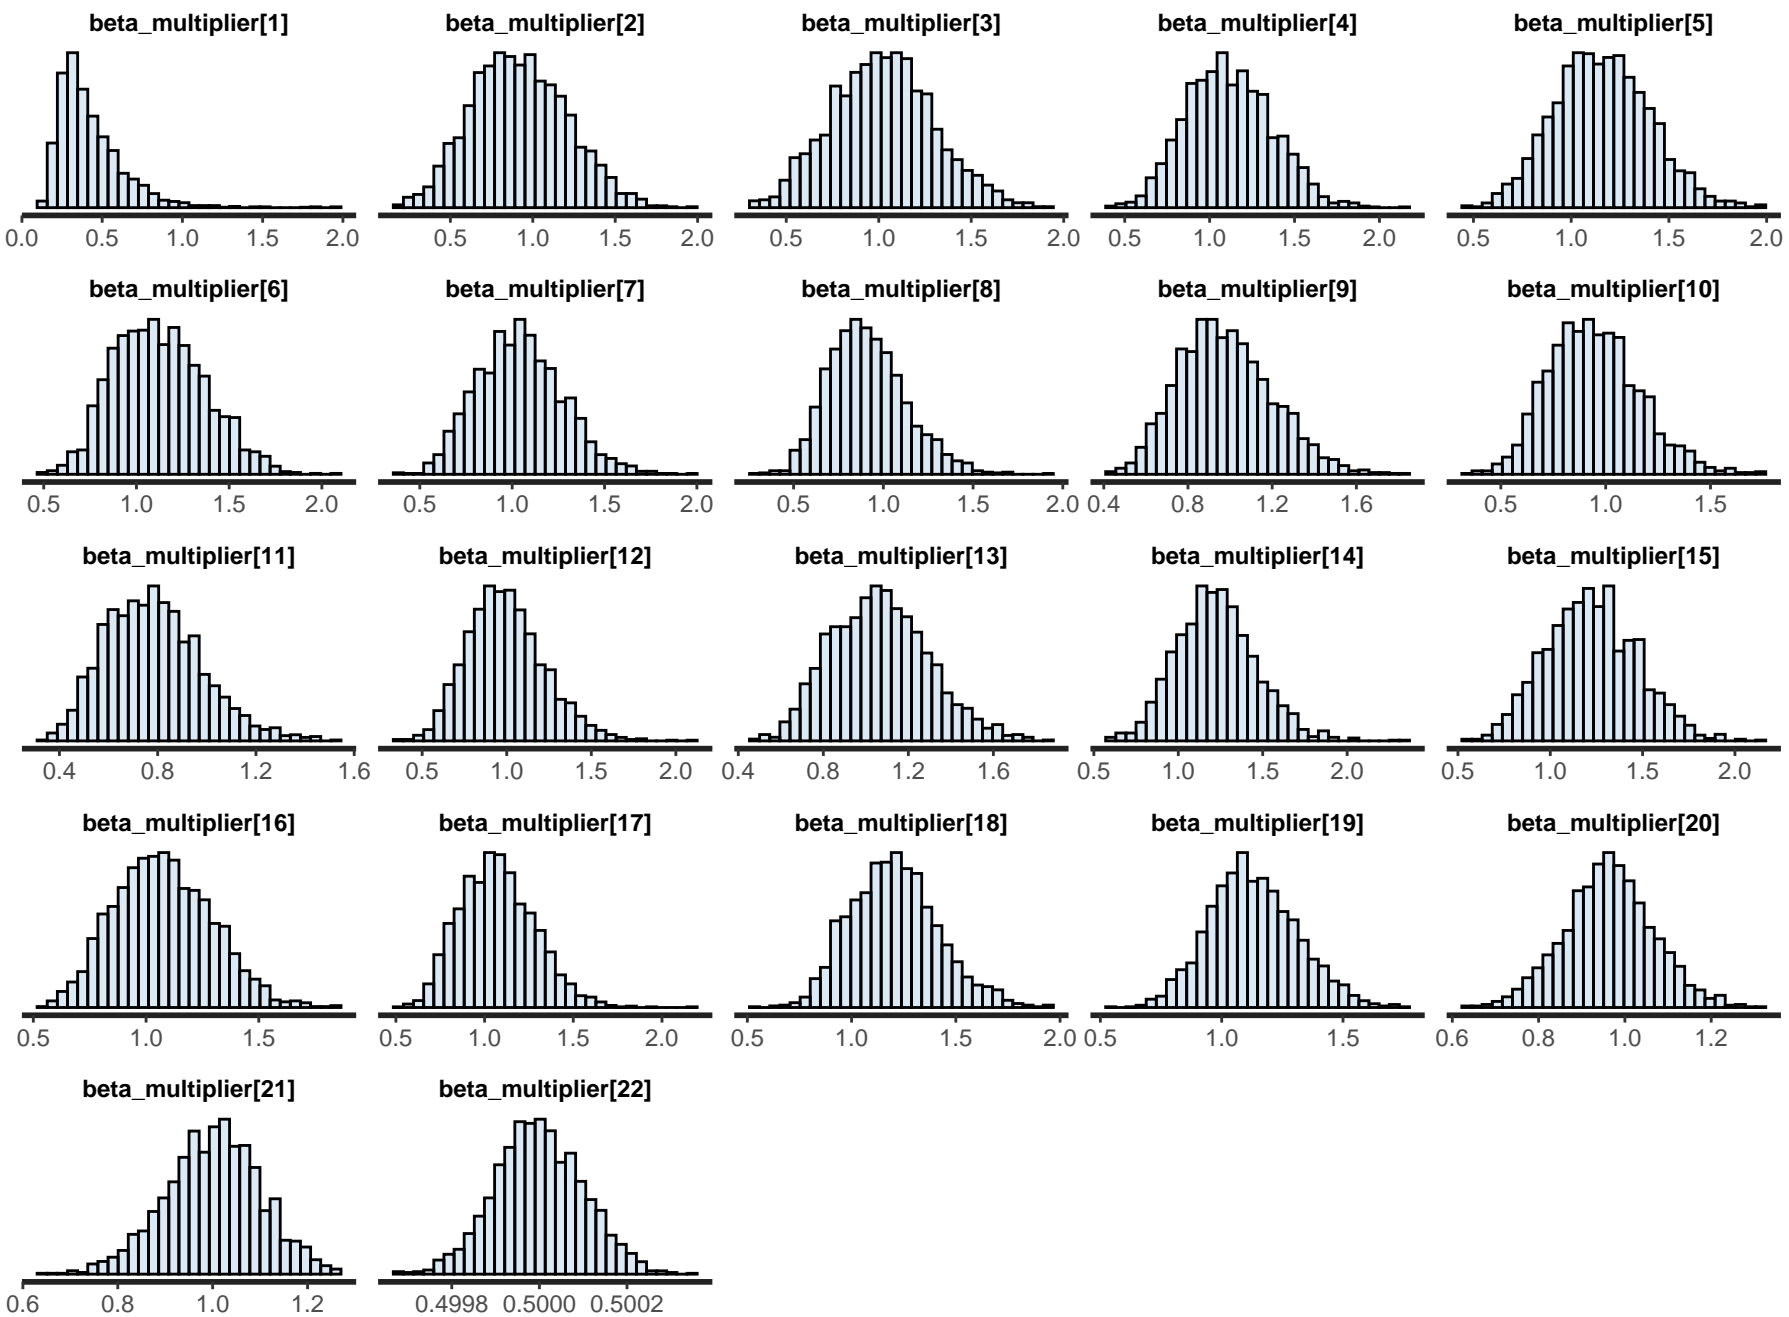 beta_multiplier[1] beta_multiplier[2] beta_multiplier[3] beta_multiplier[4] beta_multiplier[5]
0.0 0.5 1.0 1.5 2.0 0.5 1.0 1.5 2.0 0.5 1.0 1.5 2.0 0.5 1.0 1.5 2.0 0.5 1.0 1.5 2.0
beta_multiplier[6] beta_multiplier[7] beta_multiplier[8] beta_multiplier[9] beta_multiplier[10]
0.5 1.0 1.5 2.0 0.5 1.0 1.5 2.0 0.5 1.0 1.5 2.0 0.4 0.8 1.2 1.6 0.5 1.0 1.5
beta_multiplier[11] beta_multiplier[12] beta_multiplier[13] beta_multiplier[14] beta_multiplier[15]
0.4 0.8 1.2 1.6 0.5 1.0 1.5 2.0 0.4 0.8 1.2 1.6 0.5 1.0 1.5 2.0 0.5 1.0 1.5 2.0
beta_multiplier[16] beta_multiplier[17] beta_multiplier[18] beta_multiplier[19] beta_multiplier[20]
0.5 1.0 1.5 0.5 1.0 1.5 2.0 0.5 1.0 1.5 2.0 0.5 1.0 1.5 0.6 0.8 1.0 1.2
beta_multiplier[21] beta_multiplier[22]
0.6 0.8 1.0 1.2 0.4998 0.5000 0.5002